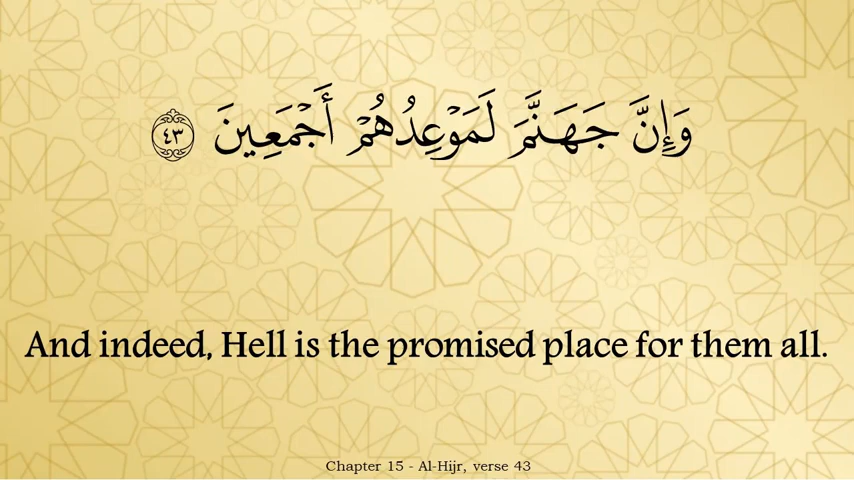 وَإِنَّ جَهَنَّمَ لَمَوْعِدُهُمْ أَجْمَعِينَ ٤٣
And indeed, Hell is the promised place for them all.
Chapter 15 - Al-Hijr, verse 43